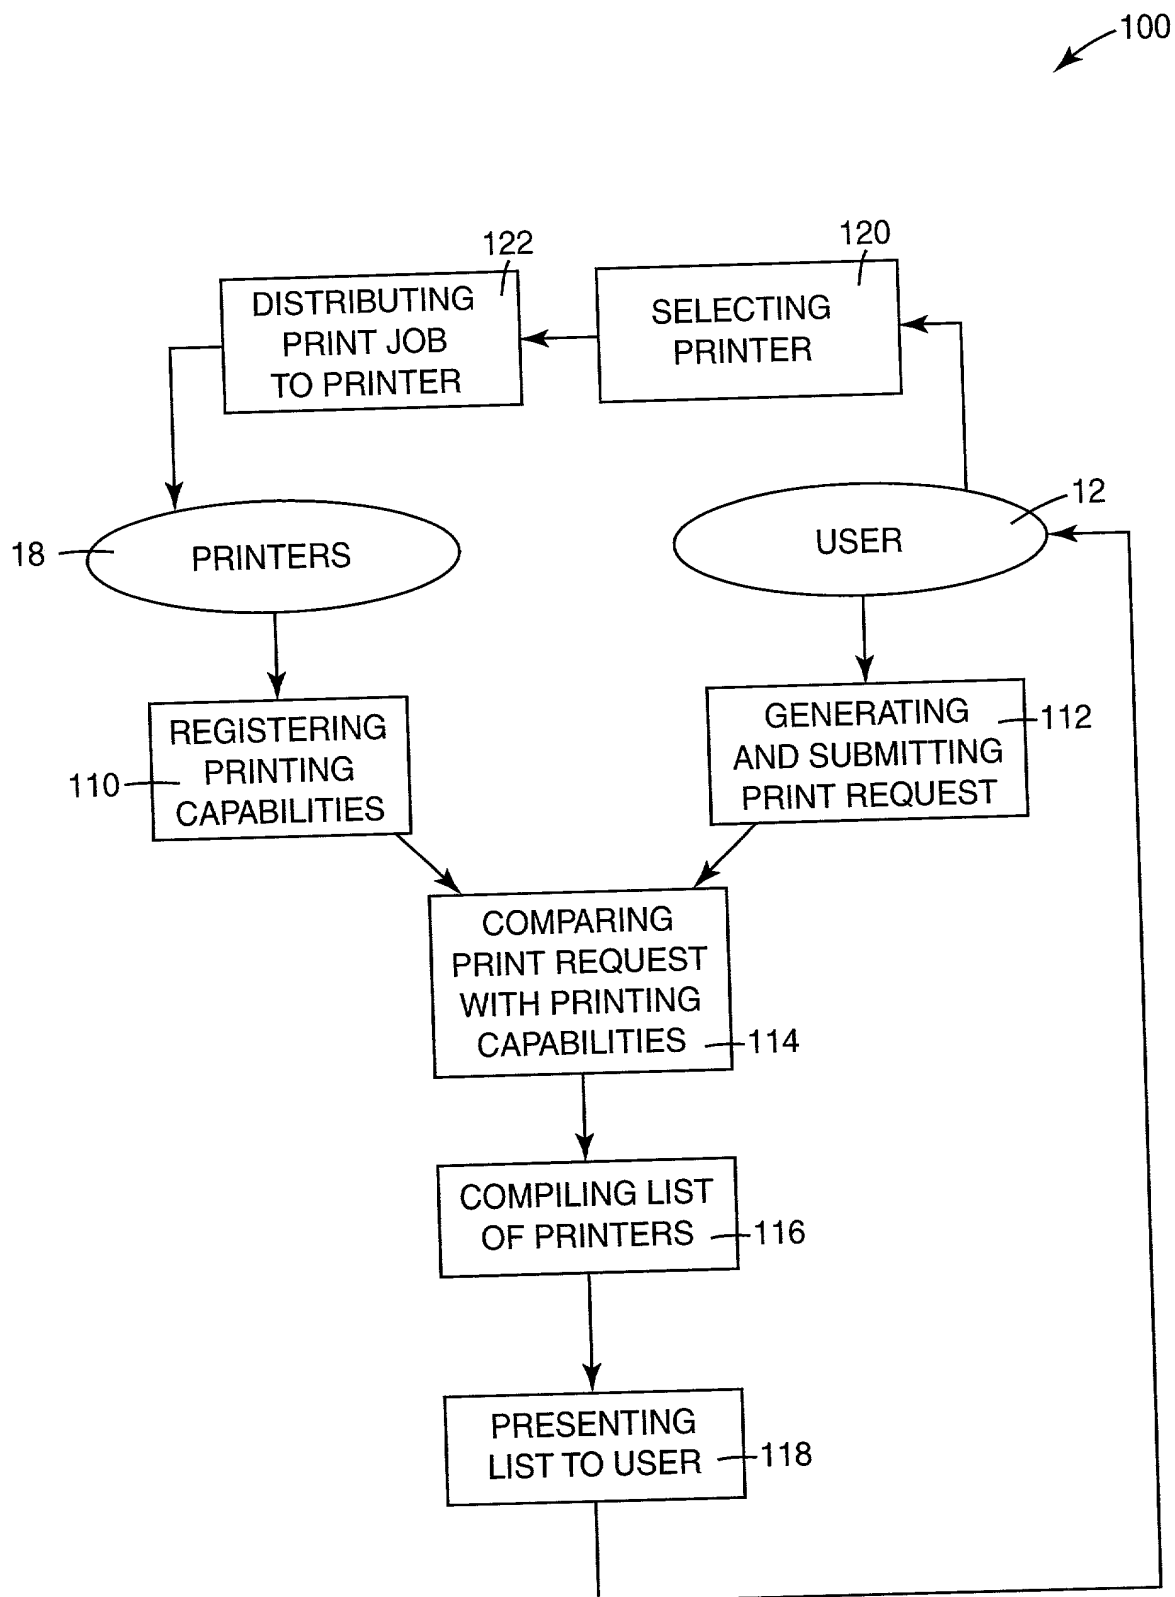 100
122
120
DISTRIBUTING
PRINT JOB
TO PRINTER
SELECTING
PRINTER
12
18
PRINTERS
USER
REGISTERING
PRINTING
CAPABILITIES
110
GENERATING
AND SUBMITTING
PRINT REQUEST
112
COMPARING
PRINT REQUEST
WITH PRINTING
CAPABILITIES
114
COMPILING LIST
OF PRINTERS
116
PRESENTING
LIST TO USER
118